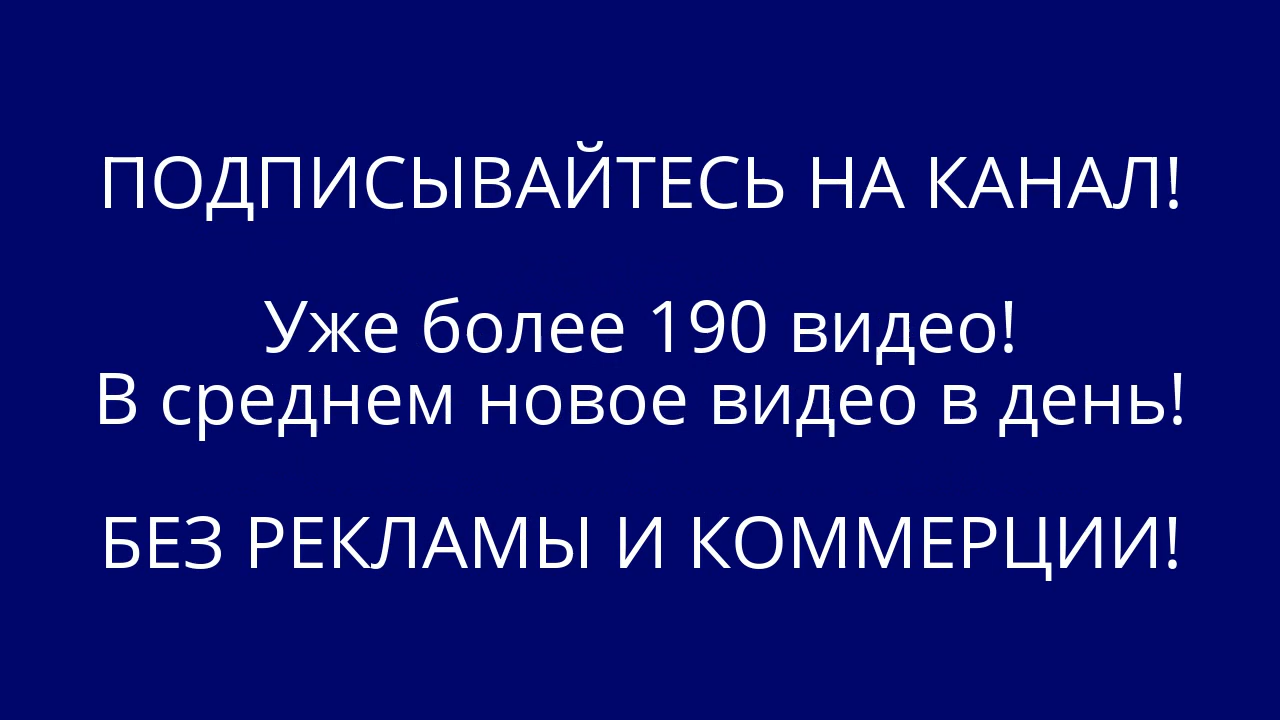 ПОДПИСЫВАЙТЕСЬ НА КАНАЛ!
Уже более 190 видео!
В среднем новое видео в день!
БЕЗ РЕКЛАМЫ И КОММЕРЦИИ!